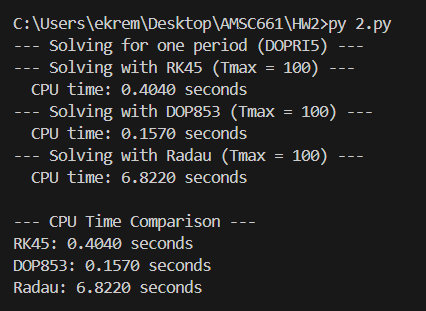 C:\Users\ekrem\Desktop\AMSC661\HW2>py 2.py
--- Solving for one period (DOPRI5) ---
--- Solving with RK45 (Tmax = 100) ---
  CPU time: 0.4040 seconds
--- Solving with DOP853 (Tmax = 100) ---
  CPU time: 0.1570 seconds
--- Solving with Radau (Tmax = 100) ---
  CPU time: 6.8220 seconds

--- CPU Time Comparison ---
RK45: 0.4040 seconds
DOP853: 0.1570 seconds
Radau: 6.8220 seconds